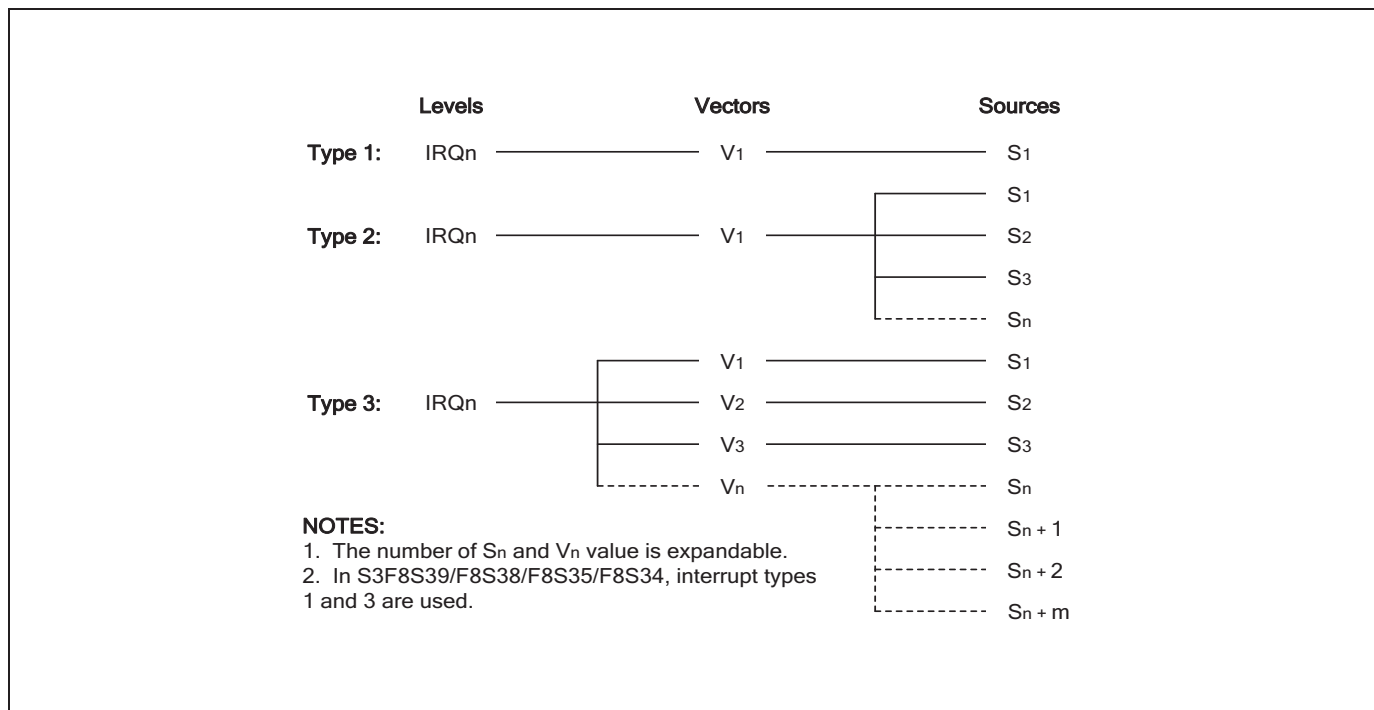 Levels Vectors Sources
Type 1: IRQn V1 S1
S1
Type 2: IRQn V1 S2
S3
Sn
V1 S1
Type 3: IRQn V2 S2
V3 S3
Vn Sn
Sn + 1
Sn + 2
Sn + m
NOTES:
1. The number of Sn and Vn value is expandable.
2. In S3F8S39/F8S38/F8S35/F8S34, interrupt types
1 and 3 are used.